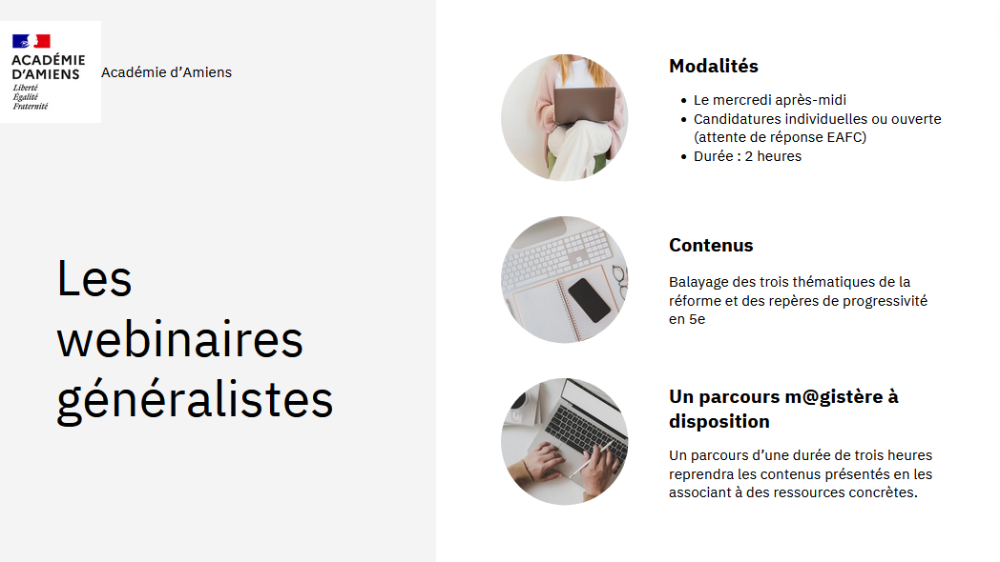 ACADÉMIE
D'AMIENS
Liberté
Égalité
Fraternité
Académie d'Amiens
Les
webinaires
généralistes
Modalités
• Le mercredi après-midi
• Candidatures individuelles ou ouverte
(attente de réponse EAFC)
• Durée : 2 heures
Contenus
Balayage des trois thématiques de la
réforme et des repères de progressivité
en 5e
Un parcours m@gistère à
disposition
Un parcours d'une durée de trois heures
reprendra les contenus présentés en les
associant à des ressources concrètes.